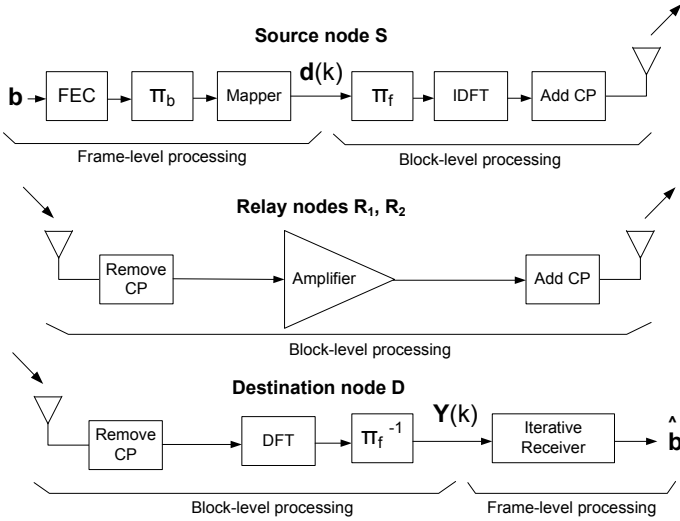 Source node S
b
FEC
π_b
Mapper
d(k)
π_f
IDFT
Add CP
Frame-level processing
Block-level processing
Relay nodes R₁, R₂
Remove
CP
Amplifier
Add CP
Block-level processing
Destination node D
Remove
CP
DFT
π_f⁻¹
Y(k)
Iterative
Receiver
b̂
Block-level processing
Frame-level processing